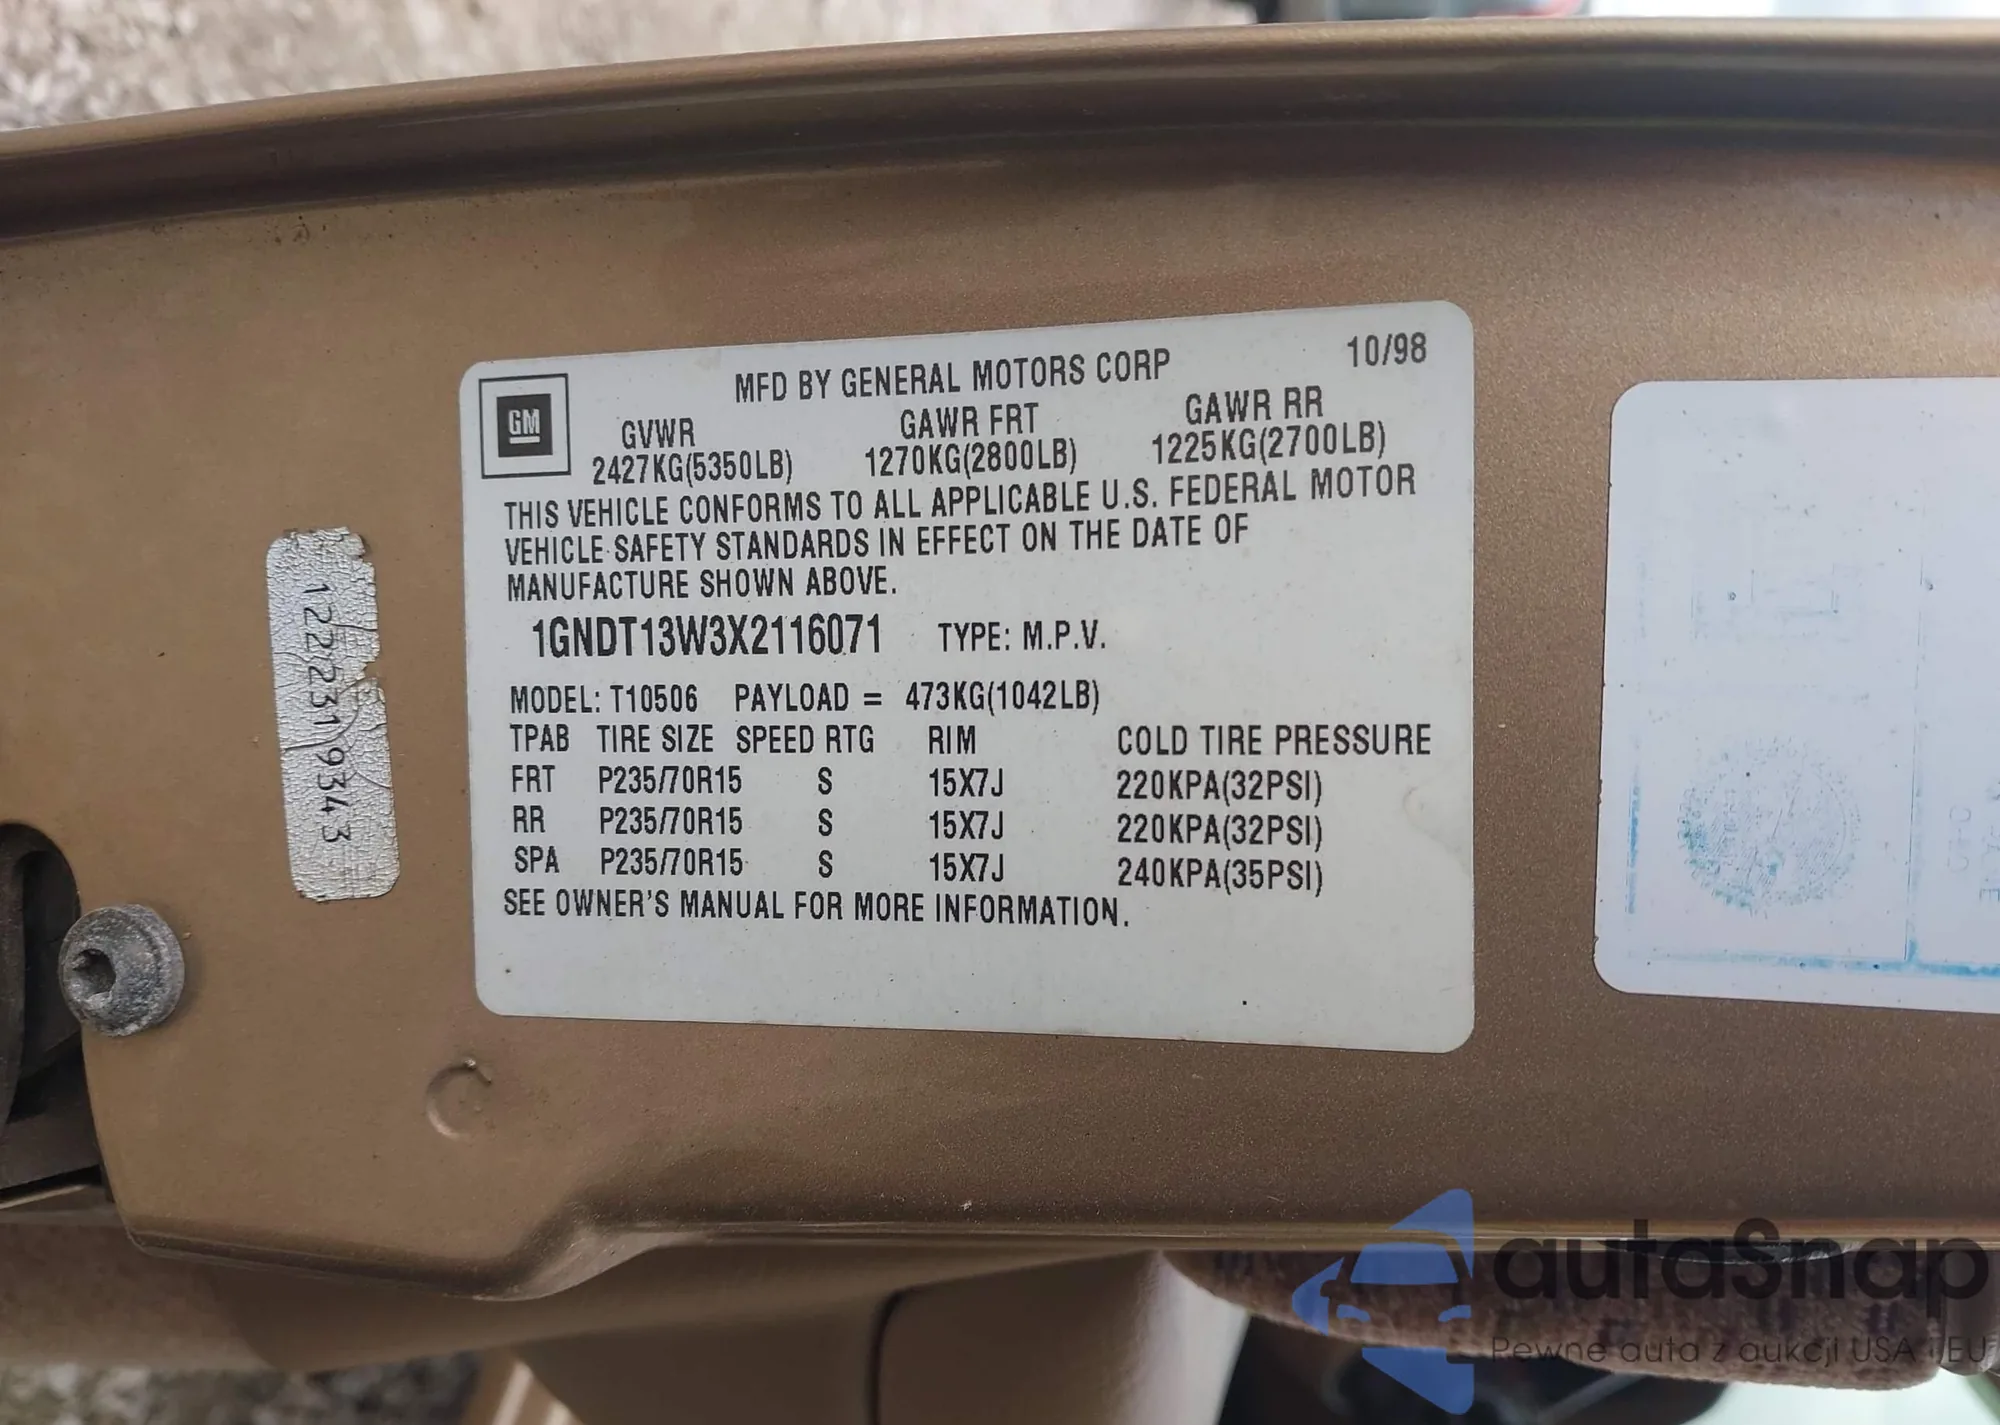 MFD BY GENERAL MOTORS CORP 10/98
GM
GVWR GAWR FRT GAWR RR
2427KG(5350LB) 1270KG(2800LB) 1225KG(2700LB)
THIS VEHICLE CONFORMS TO ALL APPLICABLE U.S. FEDERAL MOTOR
VEHICLE SAFETY STANDARDS IN EFFECT ON THE DATE OF
MANUFACTURE SHOWN ABOVE.
1GNDT13W3X2116071 TYPE: M.P.V.
MODEL: T10506 PAYLOAD = 473KG(1042LB)
TPAB TIRE SIZE SPEED RTG RIM COLD TIRE PRESSURE
FRT P235/70R15 S 15X7J 220KPA(32PSI)
RR P235/70R15 S 15X7J 220KPA(32PSI)
SPA P235/70R15 S 15X7J 240KPA(35PSI)
SEE OWNER'S MANUAL FOR MORE INFORMATION.
autaSnap
Pewne auta z aukcji USA i EU